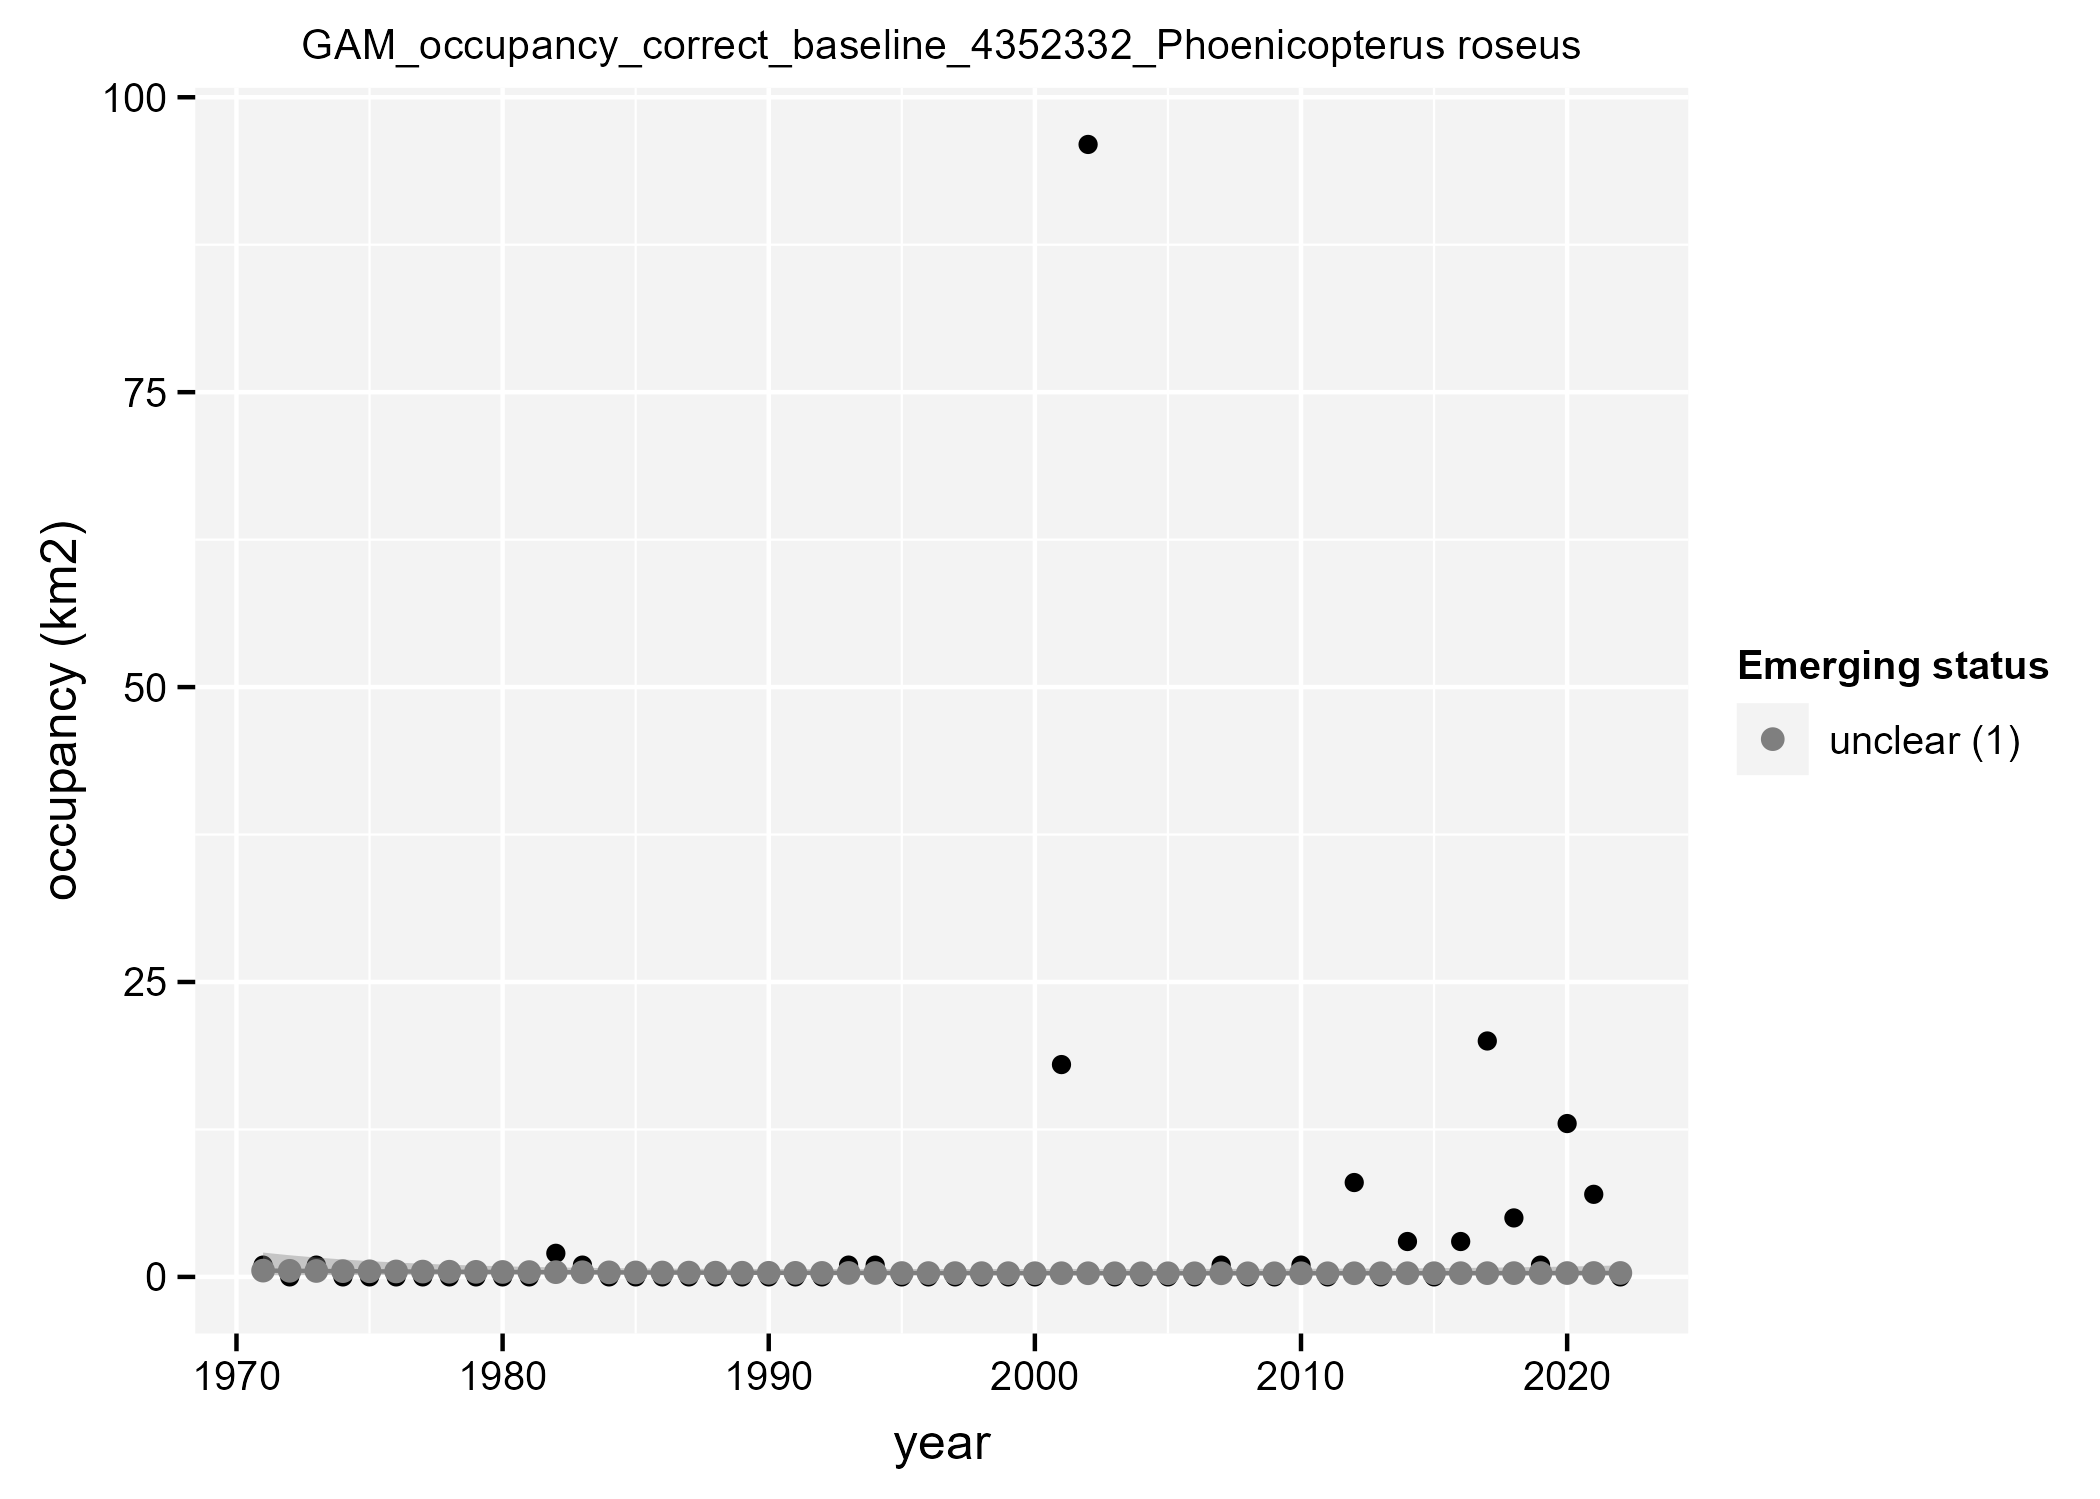 GAM_occupancy_correct_baseline_4352332_Phoenicopterus roseus
100
75
50
25
0
occupancy (km2)
1970 1980 1990 2000 2010 2020
year
Emerging status
unclear (1)